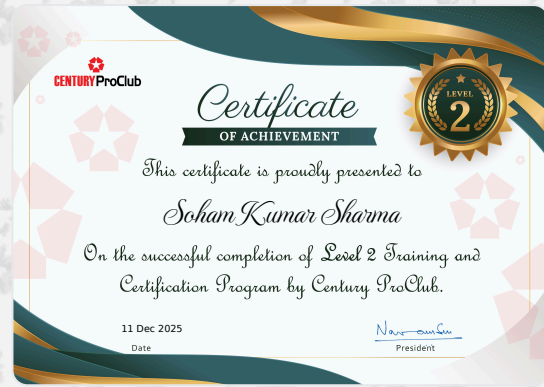 CENTURY ProClub
LEVEL
2
Certificate
OF ACHIEVEMENT
This certificate is proudly presented to
Soham Kumar Sharma
On the successful completion of Level 2 Training and
Certification Program by Century ProClub.
11 Dec 2025
Date
President